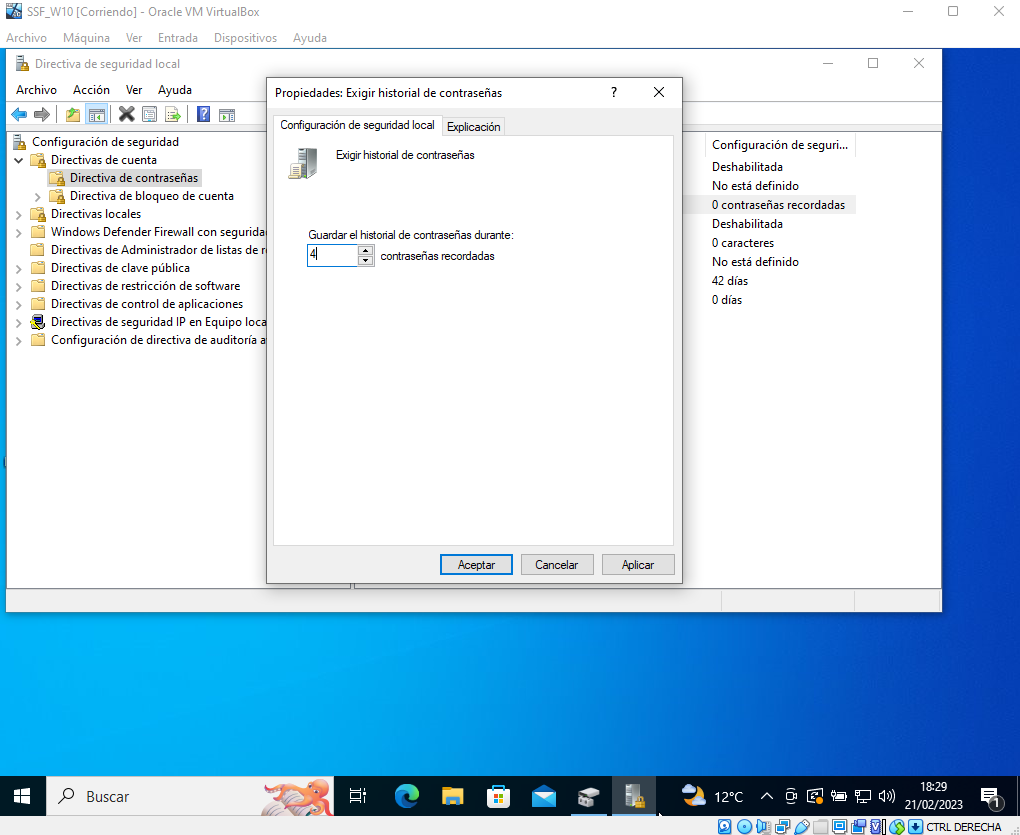 SSF_W10 [Corriendo] - Oracle VM VirtualBox
Archivo Máquina Ver Entrada Dispositivos Ayuda
Directiva de seguridad local
Archivo Acción Ver Ayuda
Configuración de seguridad
Directivas de cuenta
Directiva de contraseñas
Directiva de bloqueo de cuenta
Directivas locales
Windows Defender Firewall con segurida
Directivas de Administrador de listas de r
Directivas de clave pública
Directivas de restricción de software
Directivas de control de aplicaciones
Directivas de seguridad IP en Equipo loca
Configuración de directiva de auditoría a
Propiedades: Exigir historial de contraseñas ?
Configuración de seguridad local Explicación
Exigir historial de contraseñas
Guardar el historial de contraseñas durante:
4 contraseñas recordadas
Aceptar Cancelar Aplicar
Configuración de seguri...
Deshabilitada
No está definido
0 contraseñas recordadas
Deshabilitada
0 caracteres
No está definido
42 días
0 días
Buscar
12°C
18:29
21/02/2023
1
CTRL DERECHA